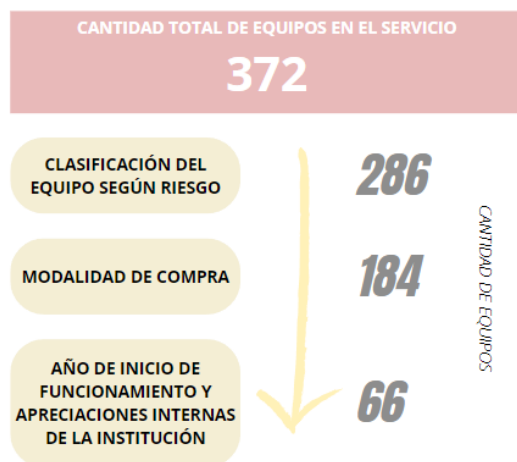 CANTIDAD TOTAL DE EQUIPOS EN EL SERVICIO
372
CLASIFICACIÓN DEL
EQUIPO SEGÚN RIESGO
286
MODALIDAD DE COMPRA
184
AÑO DE INICIO DE
FUNCIONAMIENTO Y
APRECIACIONES INTERNAS
DE LA INSTITUCIÓN
66
CANTIDAD DE EQUIPOS